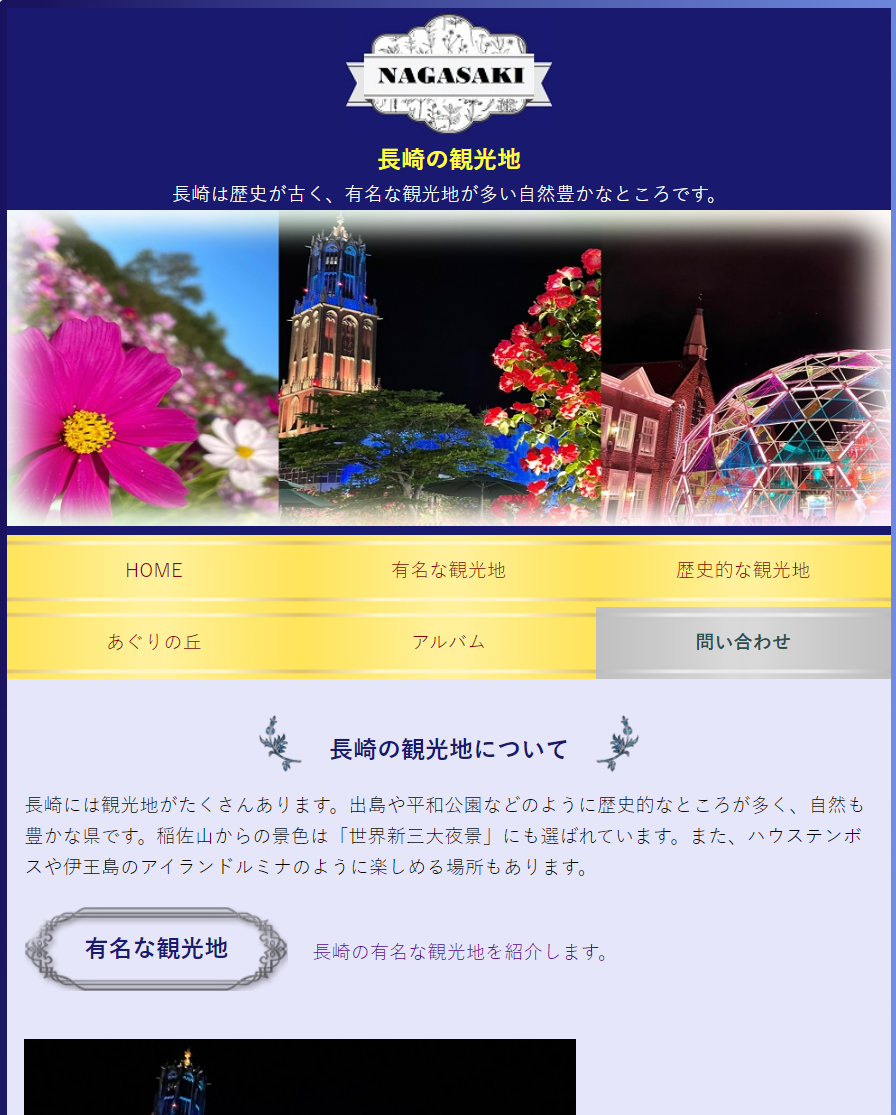 NAGASAKI
長崎の観光地
長崎は歴史が古く、有名な観光地が多い自然豊かなところです。
HOME
有名な観光地
歴史的な観光地
あぐりの丘
アルバム
問い合わせ
長崎の観光地について
長崎には観光地がたくさんあります。出島や平和公園などのように歴史的なところが多く、自然も
豊かな県です。稲佐山からの景色は「世界新三大夜景」にも選ばれています。また、ハウステンボ
スや伊王島のアイランドルミナのように楽しめる場所もあります。
有名な観光地
長崎の有名な観光地を紹介します。